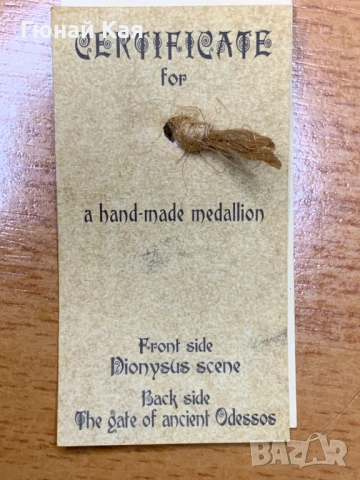 Гюнай Кая
CERTIFICATE
for
a hand-made medallion
Front side
Dionysus scene
Back side
The gate of ancient Odessos
BAZAR